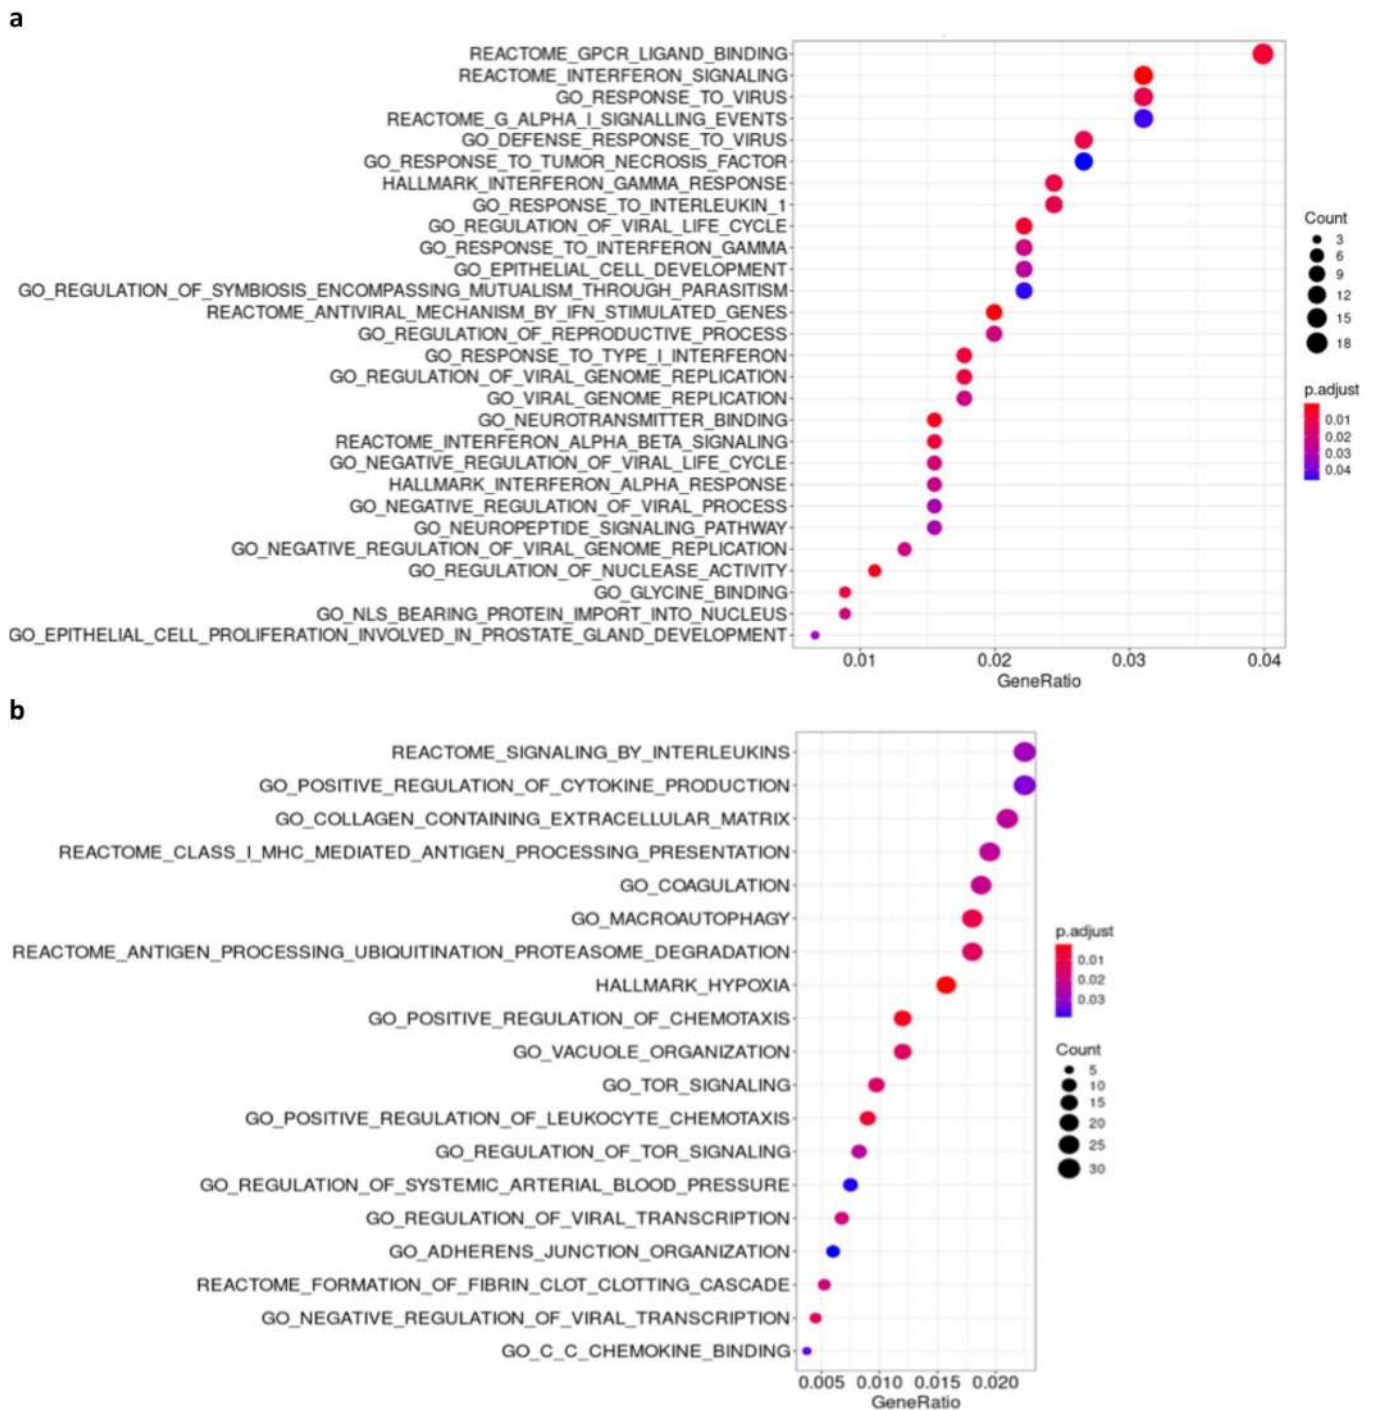 a
REACTOME_GPCR_LIGAND_BINDING
REACTOME_INTERFERON_SIGNALING
GO_RESPONSE_TO_VIRUS
REACTOME_G_ALPHA_I_SIGNALLING_EVENTS
GO_DEFENSE_RESPONSE_TO_VIRUS
GO_RESPONSE_TO_TUMOR_NECROSIS_FACTOR
HALLMARK_INTERFERON_GAMMA_RESPONSE
GO_RESPONSE_TO_INTERLEUKIN_1
GO_REGULATION_OF_VIRAL_LIFE_CYCLE
GO_RESPONSE_TO_INTERFERON_GAMMA
GO_EPITHELIAL_CELL_DEVELOPMENT
GO_REGULATION_OF_SYMBIOSIS_ENCOMPASSING_MUTUALISM_THROUGH_PARASITISM
REACTOME_ANTIVIRAL_MECHANISM_BY_IFN_STIMULATED_GENES
GO_REGULATION_OF_REPRODUCTIVE_PROCESS
GO_RESPONSE_TO_TYPE_I_INTERFERON
GO_REGULATION_OF_VIRAL_GENOME_REPLICATION
GO_VIRAL_GENOME_REPLICATION
GO_NEUROTRANSMITTER_BINDING
REACTOME_INTERFERON_ALPHA_BETA_SIGNALING
GO_NEGATIVE_REGULATION_OF_VIRAL_LIFE_CYCLE
HALLMARK_INTERFERON_ALPHA_RESPONSE
GO_NEGATIVE_REGULATION_OF_VIRAL_PROCESS
GO_NEUROPEPTIDE_SIGNALING_PATHWAY
GO_NEGATIVE_REGULATION_OF_VIRAL_GENOME_REPLICATION
GO_REGULATION_OF_NUCLEASE_ACTIVITY
GO_GLYCINE_BINDING
GO_NLS_BEARING_PROTEIN_IMPORT_INTO_NUCLEUS
GO_EPITHELIAL_CELL_PROLIFERATION_INVOLVED_IN_PROSTATE_GLAND_DEVELOPMENT
0.01 0.02 0.03 0.04
GeneRatio
Count
3
6
9
12
15
18
p.adjust
0.01
0.02
0.03
0.04
b
REACTOME_SIGNALING_BY_INTERLEUKINS
GO_POSITIVE_REGULATION_OF_CYTOKINE_PRODUCTION
GO_COLLAGEN_CONTAINING_EXTRACELLULAR_MATRIX
REACTOME_CLASS_I_MHC_MEDIATED_ANTIGEN_PROCESSING_PRESENTATION
GO_COAGULATION
GO_MACROAUTOPHAGY
REACTOME_ANTIGEN_PROCESSING_UBIQUITINATION_PROTEASOME_DEGRADATION
HALLMARK_HYPOXIA
GO_POSITIVE_REGULATION_OF_CHEMOTAXIS
GO_VACUOLE_ORGANIZATION
GO_TOR_SIGNALING
GO_POSITIVE_REGULATION_OF_LEUKOCYTE_CHEMOTAXIS
GO_REGULATION_OF_TOR_SIGNALING
GO_REGULATION_OF_SYSTEMIC_ARTERIAL_BLOOD_PRESSURE
GO_REGULATION_OF_VIRAL_TRANSCRIPTION
GO_ADHERENS_JUNCTION_ORGANIZATION
REACTOME_FORMATION_OF_FIBRIN_CLOT_CLOTTING_CASCADE
GO_NEGATIVE_REGULATION_OF_VIRAL_TRANSCRIPTION
GO_C_C_CHEMOKINE_BINDING
0.005 0.010 0.015 0.020
GeneRatio
p.adjust
0.01
0.02
0.03
Count
5
10
15
20
25
30